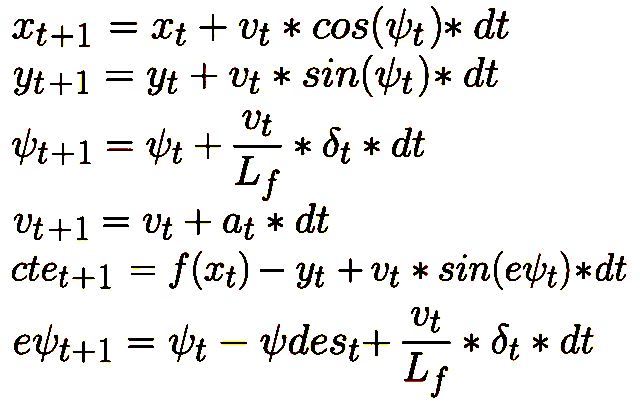 x_{t+1} = x_t + v_t * cos(ψ_t) * dt
y_{t+1} = y_t + v_t * sin(ψ_t) * dt
ψ_{t+1} = ψ_t + \frac{v_t}{L_f} * δ_t * dt
v_{t+1} = v_t + a_t * dt
cte_{t+1} = f(x_t) − y_t + v_t * sin(eψ_t) * dt
eψ_{t+1} = ψ_t − ψdes_t + \frac{v_t}{L_f} * δ_t * dt